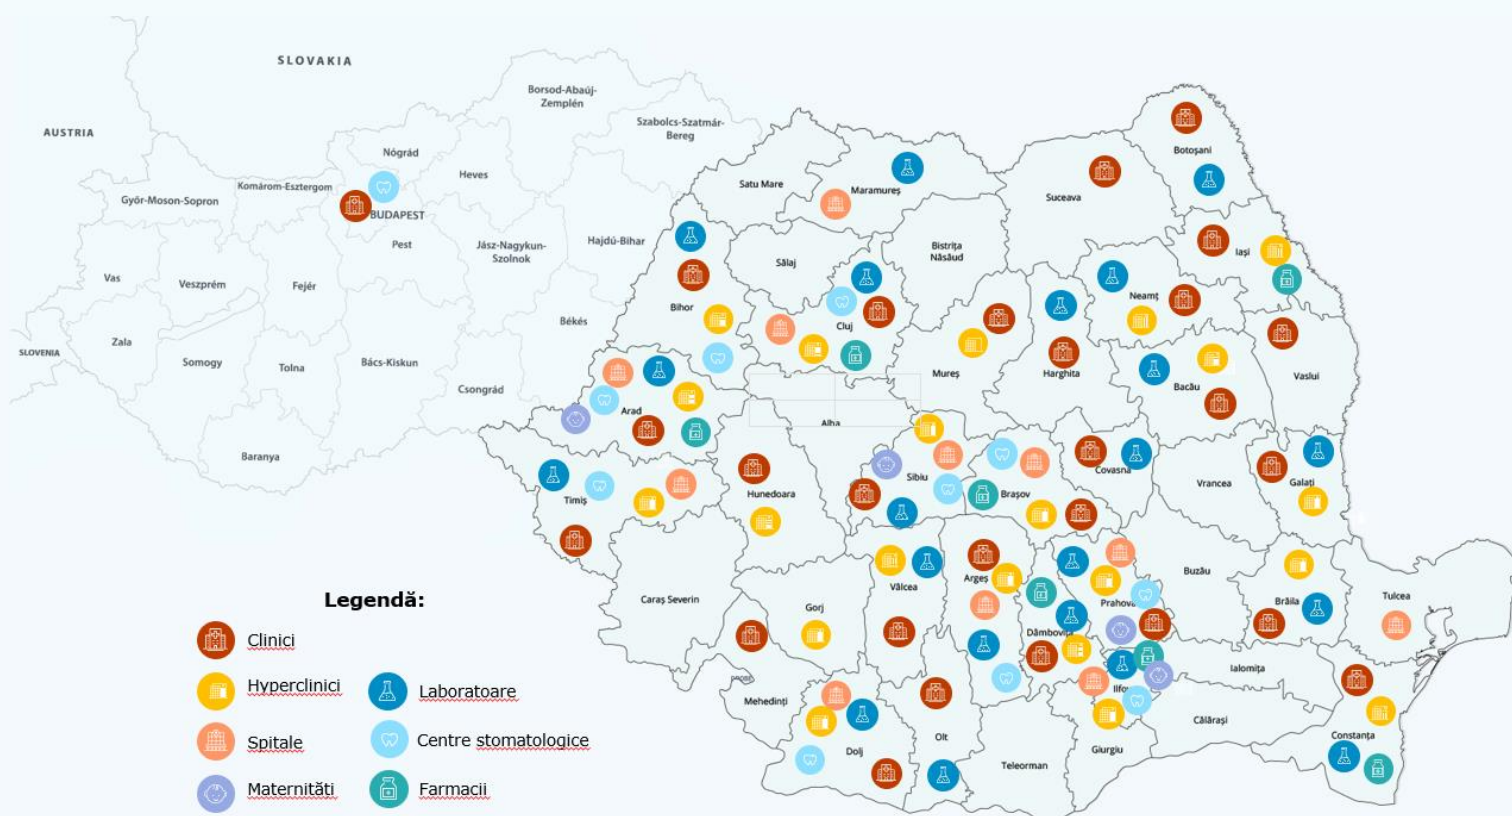 SLOVAKIA
Borsod-Abaúj-
Zemplén
AUSTRIA
Szabolcs-Szatmár-
Bereg
Nógrád
Heves
Komárom-Esztergom
Győr-Moson-Sopron
BUDAPEST
Pest
Jász-Nagykun-
Szolnok
Hajdú-Bihar
Vas
Veszprém
Fejér
Békés
Zala
SLOVENIA
Somogy
Tolna
Bács-Kiskun
Csongrád
Baranya
Botoșani
Satu Mare
Maramureș
Suceava
Bistrița
Năsăud
Iași
Sălaj
Bihor
Cluj
Neamț
Mureș
Harghita
Bacău
Vaslui
Arad
Alba
Timiș
Hunedoara
Sibiu
Brașov
Covasna
Vrancea
Galați
Caraș Severin
Gorj
Vâlcea
Argeș
Prahova
Buzău
Brăila
Tulcea
Dâmbovița
Mehedinți
Dolj
Olt
Teleorman
Giurgiu
Ialomița
Călărași
Constanța
Legendă:
Clinici
Hyperclinici
Laboratoare
Spitale
Centre stomatologice
Maternități
Farmacii